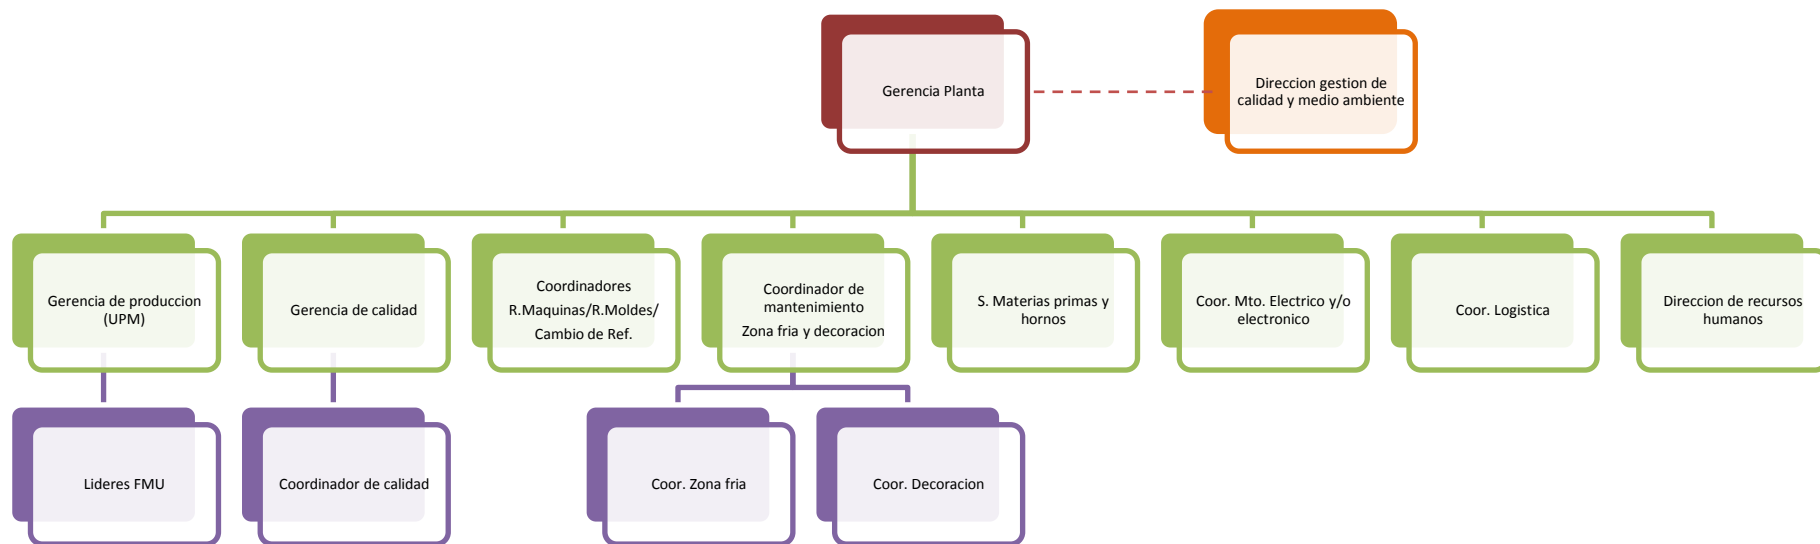 Gerencia Planta
Direccion gestion de
calidad y medio ambiente
Gerencia de produccion
(UPM)
Gerencia de calidad
Coordinadores
R.Maquinas/R.Moldes/
Cambio de Ref.
Coordinador de
mantenimiento
Zona fria y decoracion
S. Materias primas y
hornos
Coor. Mto. Electrico y/o
electronico
Coor. Logistica
Direccion de recursos
humanos
Lideres FMU
Coordinador de calidad
Coor. Zona fria
Coor. Decoracion